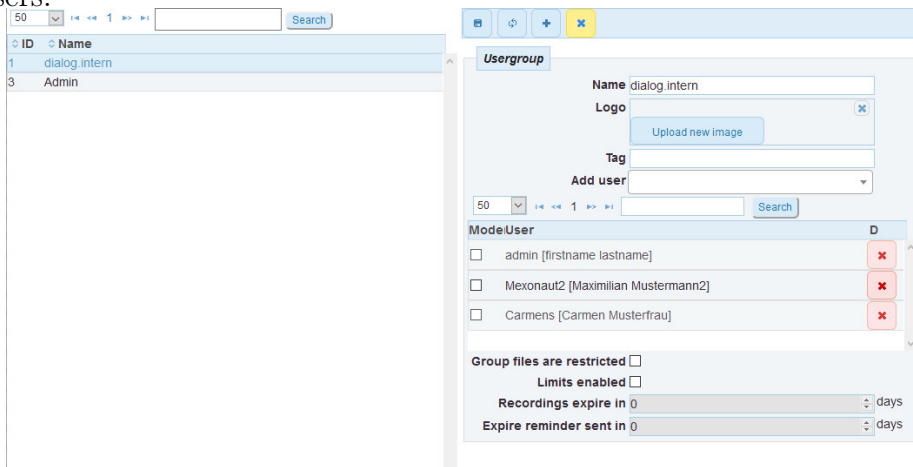 sers.
50 1 Search
ID Name
1 dialog.intern
3 Admin
Usergroup
Name dialog.intern
Logo
Upload new image
Tag
Add user
50 1 Search
Mode User D
admin [firstname lastname]
Mexonaut2 [Maximilian Mustermann2]
Carmens [Carmen Musterfrau]
Group files are restricted
Limits enabled
Recordings expire in 0 days
Expire reminder sent in 0 days